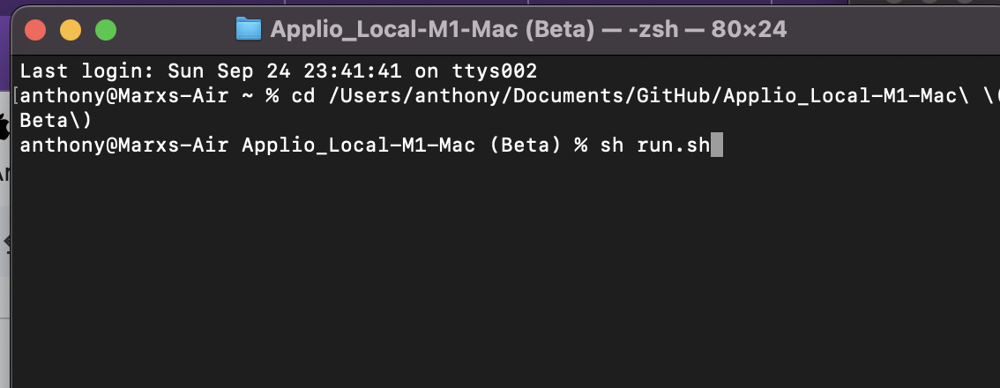 Applio_Local-M1-Mac (Beta) — -zsh — 80×24
Last login: Sun Sep 24 23:41:41 on ttys002
[anthony@Marxs-Air ~ % cd /Users/anthony/Documents/GitHub/Applio_Local-M1-Mac\ \(
Beta\)
anthony@Marxs-Air Applio_Local-M1-Mac (Beta) % sh run.sh